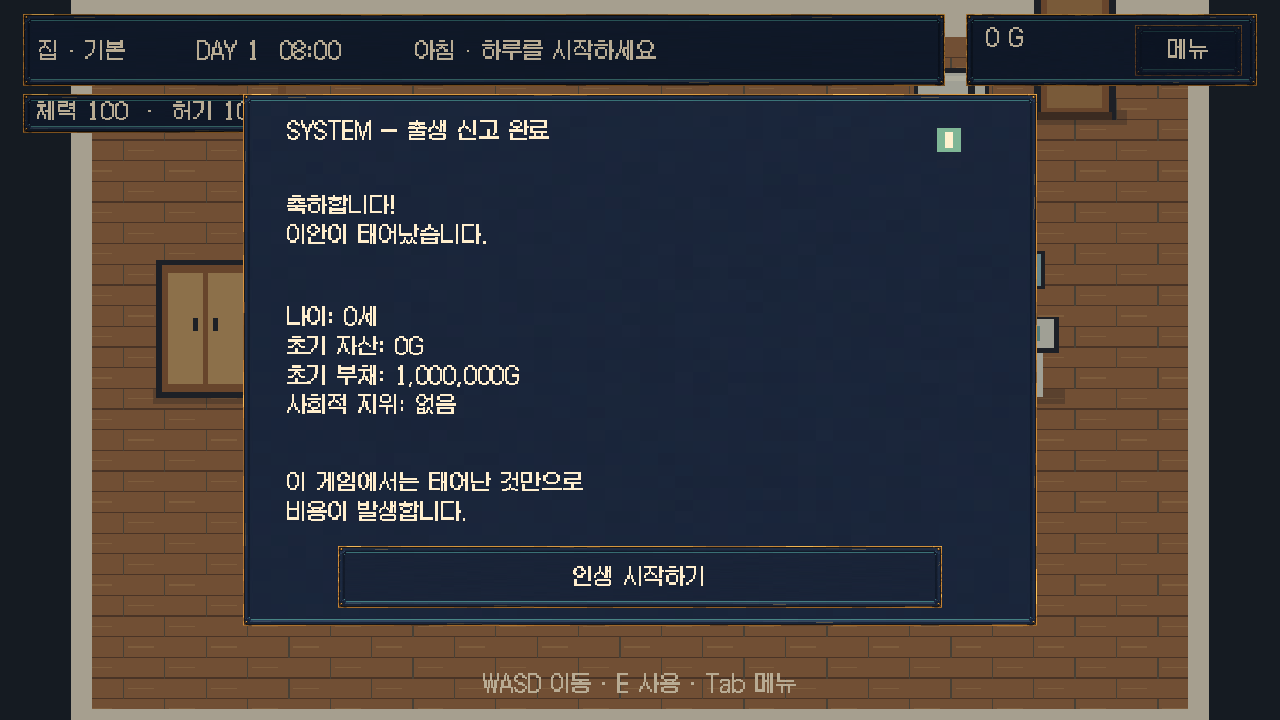 집 · 기본
DAY 1 08:00
아침 · 하루를 시작하세요
0 G
메뉴
체력 100 · 허기 10
SYSTEM — 출생 신고 완료
축하합니다!
이안이 태어났습니다.
나이: 0세
초기 자산: 0G
초기 부채: 1,000,000G
사회적 지위: 없음
이 게임에서는 태어난 것만으로
비용이 발생합니다.
인생 시작하기
WASD 이동 · E 사용 · Tab 메뉴